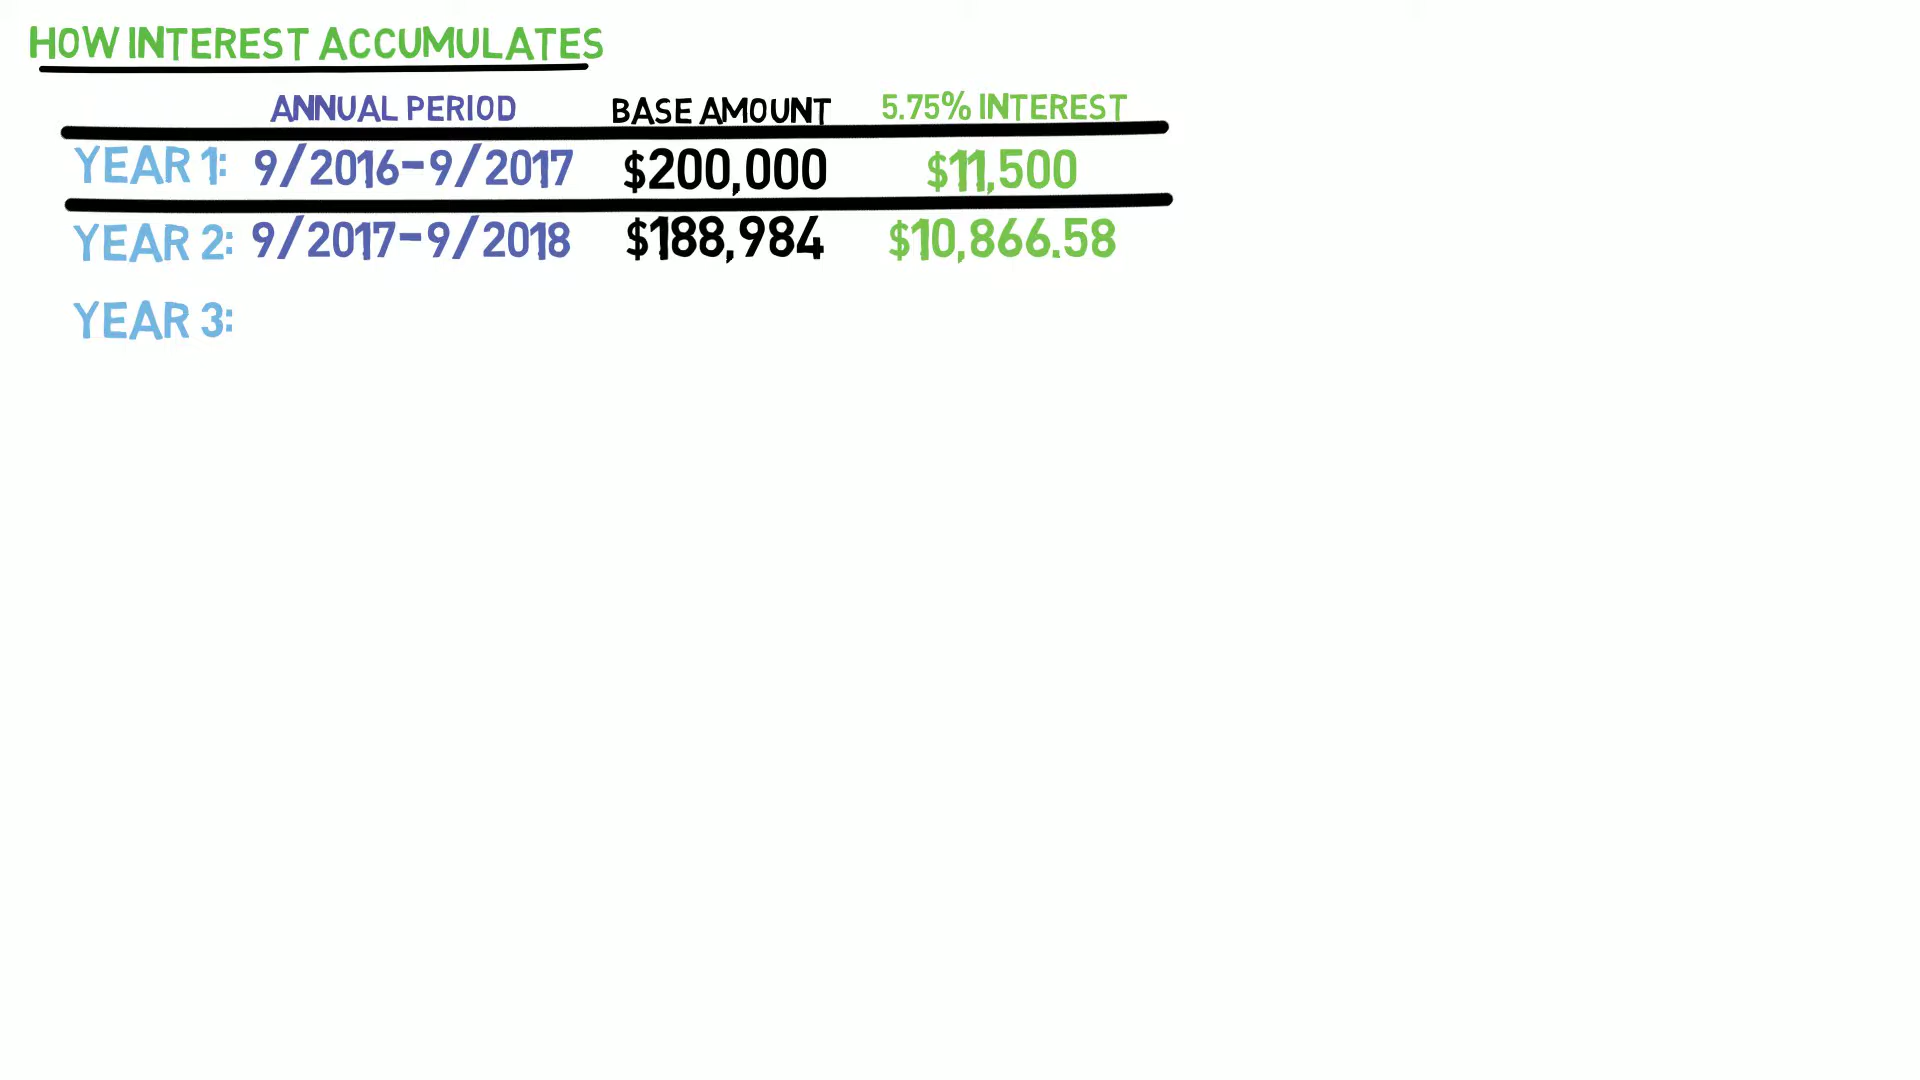 HOW INTEREST ACCUMULATES
ANNUAL PERIOD BASE AMOUNT 5.75% INTEREST
YEAR 1: 9/2016-9/2017 $200,000 $11,500
YEAR 2: 9/2017-9/2018 $188,984 $10,866.58
YEAR 3: